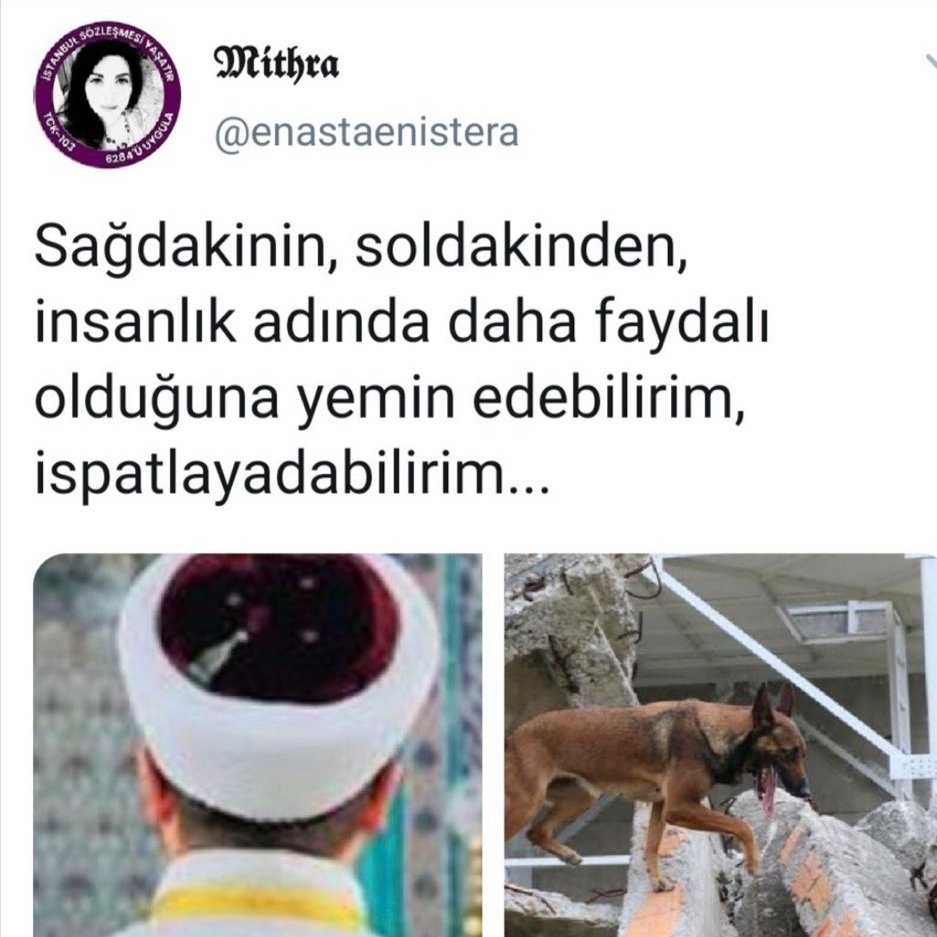 İSTANBUL SÖZLEŞMESİ YAŞATIR
TCK-103
6284'Ü UYGULA
Mithra
@enastaenistera
Sağdakinin, soldakinden,
insanlık adında daha faydalı
olduğuna yemin edebilirim,
ispatlayadabilirim...